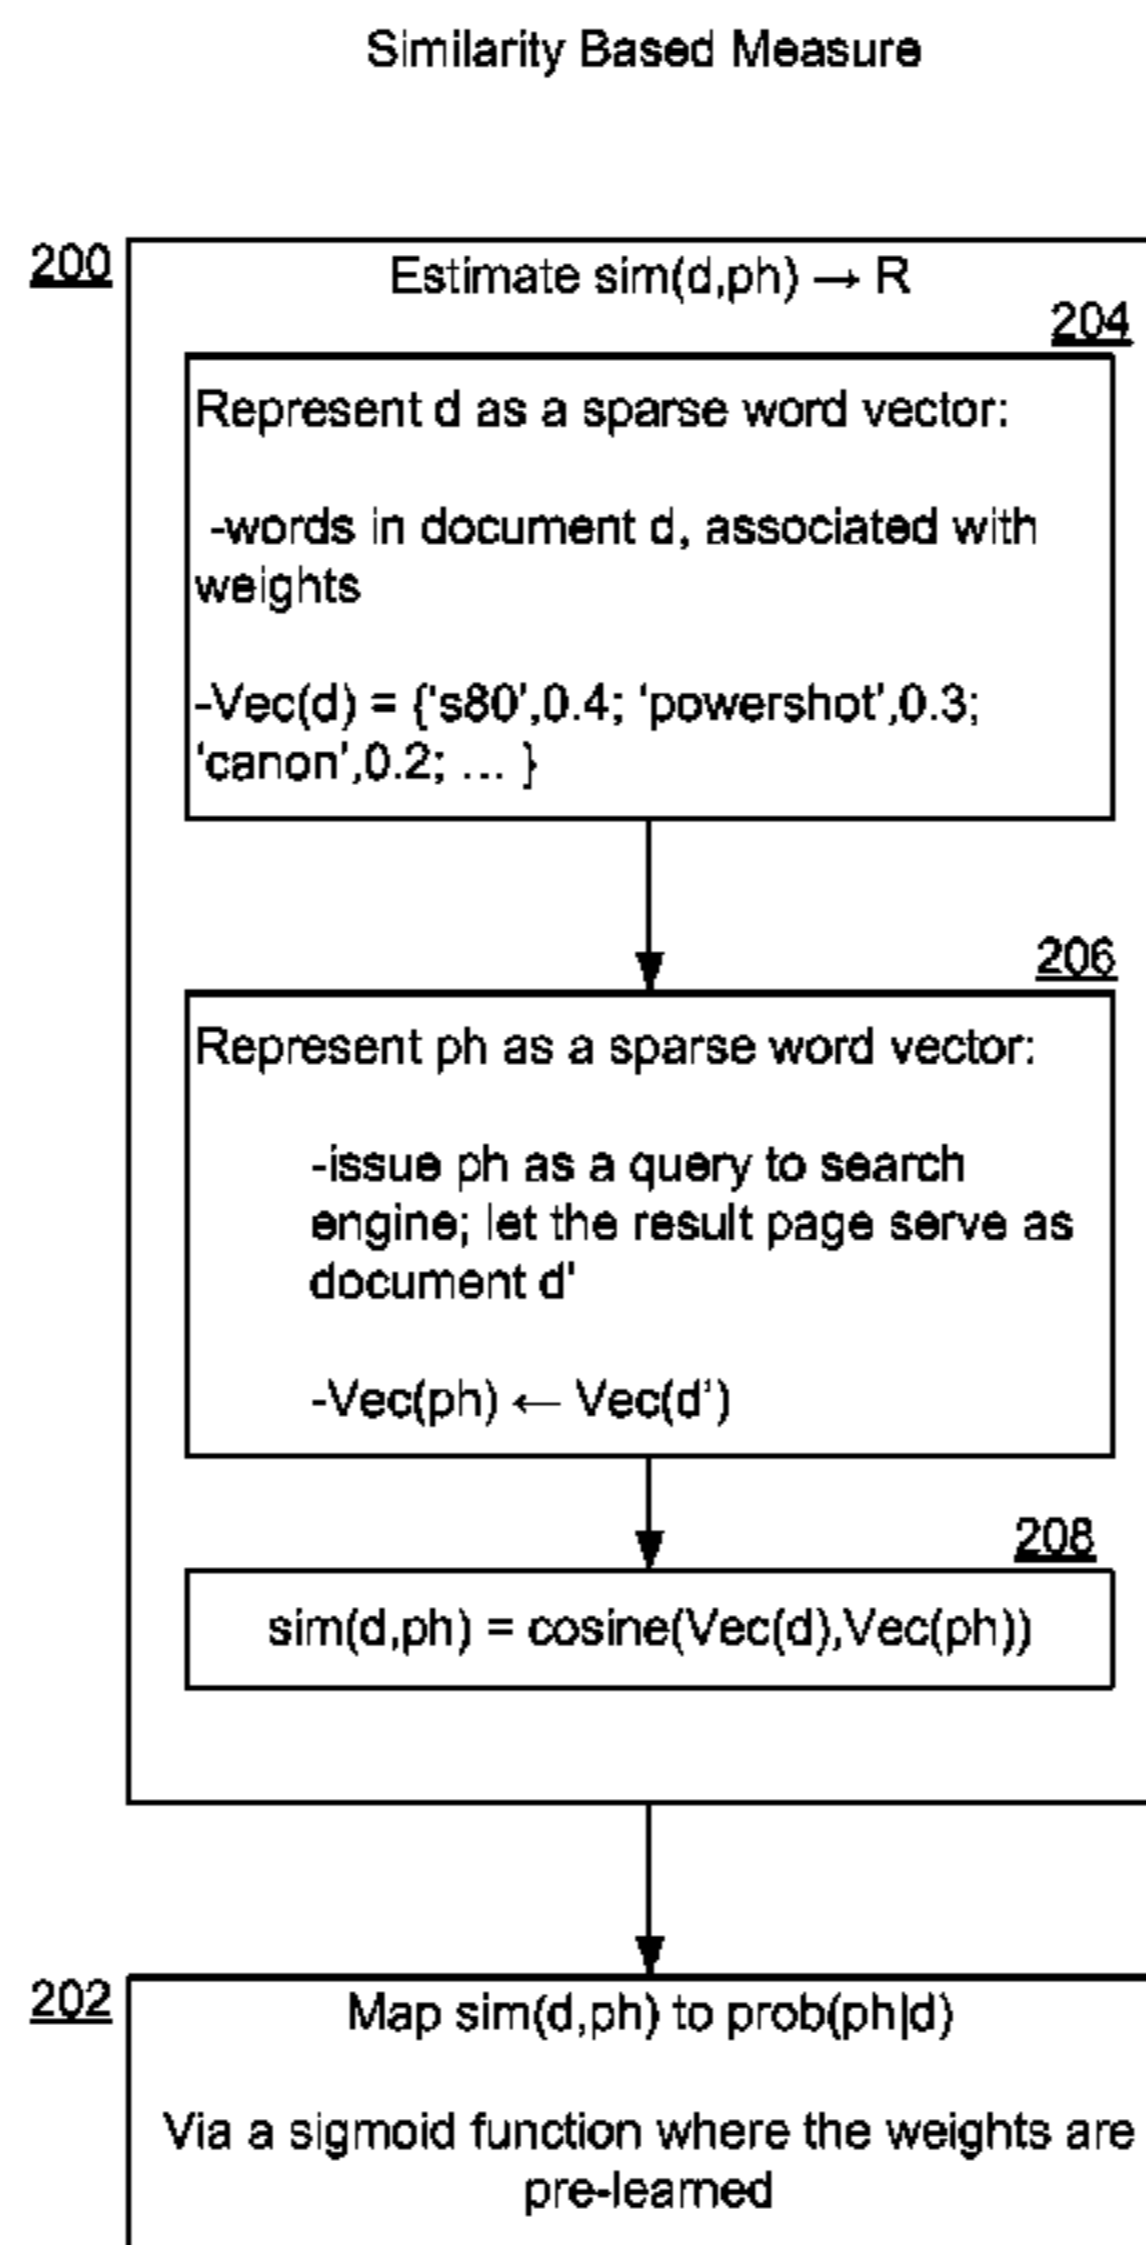 Similarity Based Measure
200
Estimate sim(d,ph) → R
204
Represent d as a sparse word vector:
-words in document d, associated with
weights
-Vec(d) = {‘s80’,0.4; ‘powershot’,0.3;
‘canon’,0.2; ... }
206
Represent ph as a sparse word vector:
-issue ph as a query to search
engine; let the result page serve as
document d'
-Vec(ph) ← Vec(d’)
208
sim(d,ph) = cosine(Vec(d),Vec(ph))
202
Map sim(d,ph) to prob(ph|d)
Via a sigmoid function where the weights are
pre-learned